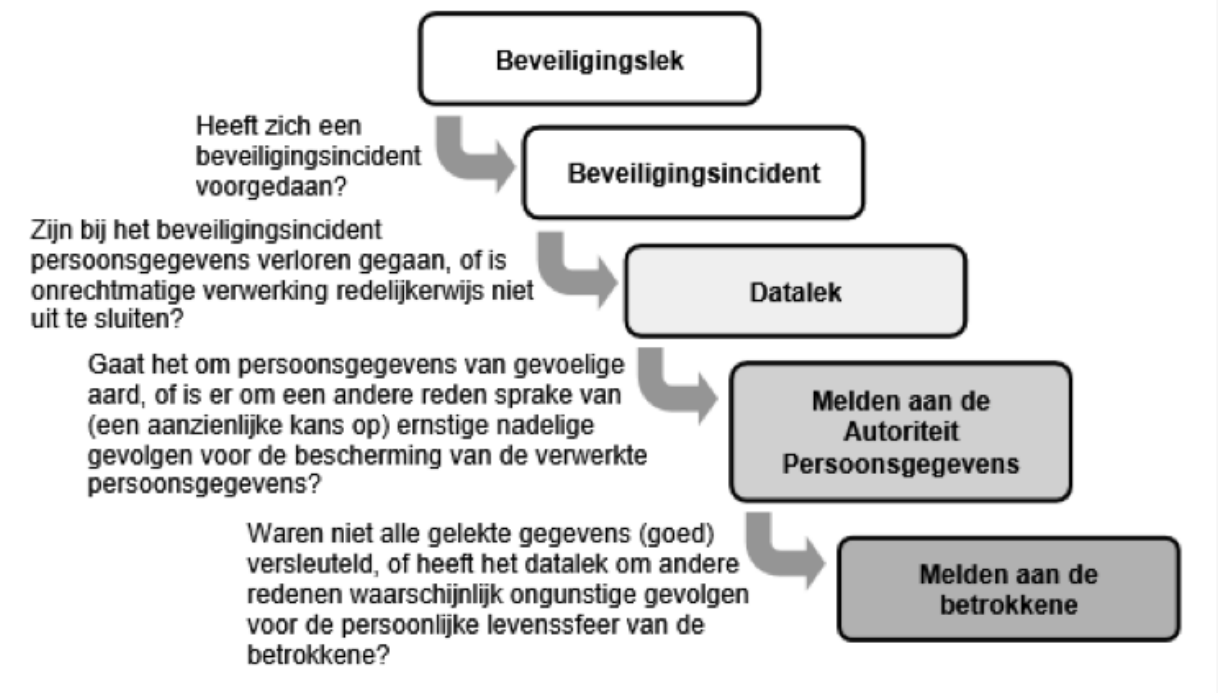 Beveiligingslek
Heeft zich een
beveiligingsincident
voorgedaan?
Beveiligingsincident
Zijn bij het beveiligingsincident
persoonsgegevens verloren gegaan, of is
onrechtmatige verwerking redelijkerwijs niet
uit te sluiten?
Datalek
Gaat het om persoonsgegevens van gevoelige
aard, of is er om een andere reden sprake van
(een aanzienlijke kans op) ernstige nadelige
gevolgen voor de bescherming van de verwerkte
persoonsgegevens?
Melden aan de
Autoriteit
Persoonsgegevens
Waren niet alle gelekte gegevens (goed)
versleuteld, of heeft het datalek om andere
redenen waarschijnlijk ongunstige gevolgen
voor de persoonlijke levenssfeer van de
betrokkene?
Melden aan de
betrokkene